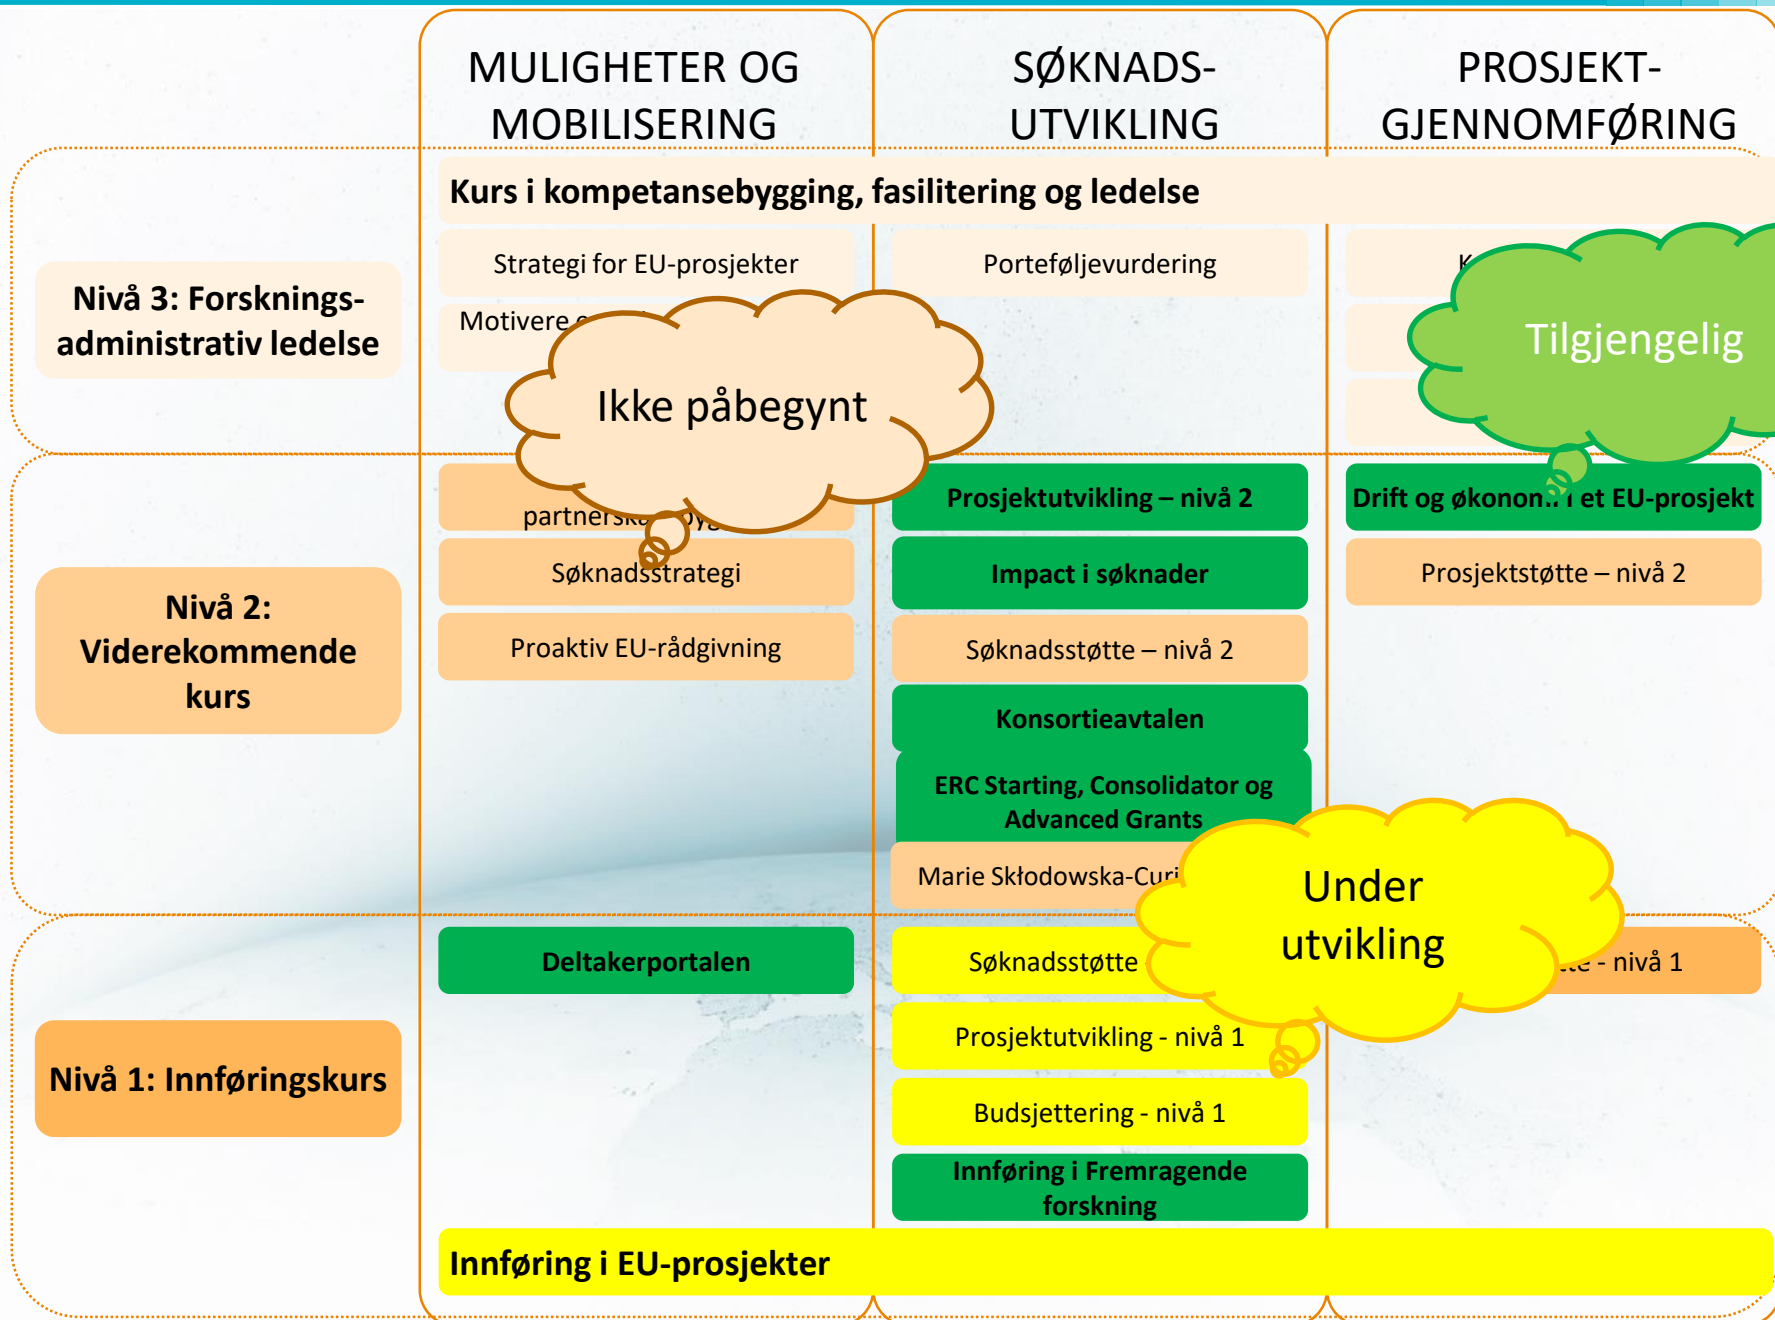 MULIGHETER OG
MOBILISERING
SØKNADS-
UTVIKLING
PROSJEKT-
GJENNOMFØRING
Kurs i kompetansebygging, fasilitering og ledelse
Nivå 3: Forsknings-
administrativ ledelse
Strategi for EU-prosjekter
Porteføljevurdering
Motivere
Ikke påbegynt
Tilgjengelig
Nivå 2:
Viderekommende
kurs
Søknadsstrategi
Proaktiv EU-rådgivning
Prosjektutvikling – nivå 2
Impact i søknader
Søknadsstøtte – nivå 2
Konsortieavtalen
ERC Starting, Consolidator og
Advanced Grants
Marie Skłodowska-Curi
Drift og økonomi i et EU-prosjekt
Prosjektstøtte – nivå 2
Under
utvikling
Nivå 1: Innføringskurs
Deltakerportalen
Søknadsstøtte
Prosjektutvikling - nivå 1
Budsjettering - nivå 1
Innføring i Fremragende
forskning
- nivå 1
Innføring i EU-prosjekter